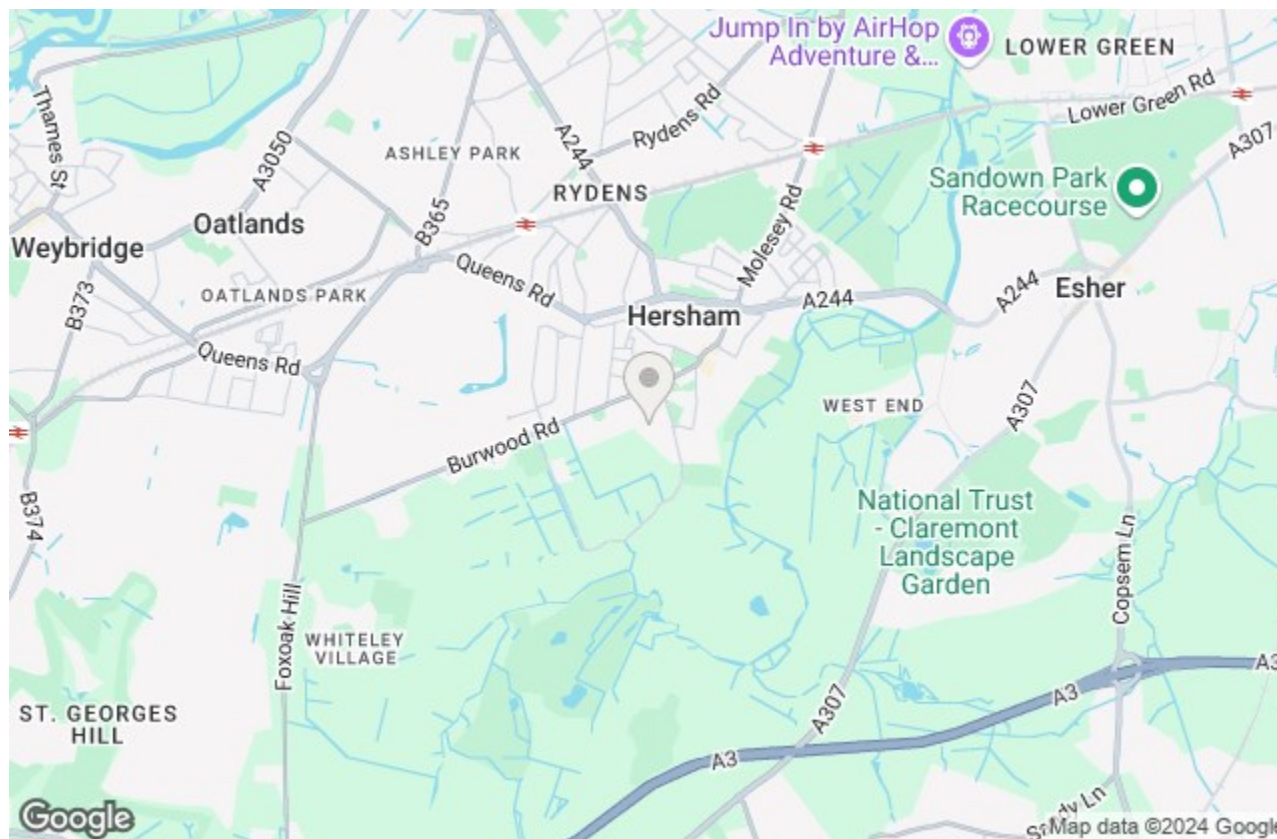 Jump In by AirHop
Adventure &...
LOWER GREEN
Thames St
A3050
ASHLEY PARK
A244
Rydens Rd
Lower Green Rd
A307
RYDENS
Sandown Park
Racecourse
Oatlands
B365
Weybridge
Molesey Rd
B373
OATLANDS PARK
Queens Rd
A244
A244
Esher
Hersham
Queens Rd
WEST END
A307
Burwood Rd
B374
National Trust
- Claremont
Landscape
Garden
Copsem Ln
Foxoak Hill
WHITELEY
VILLAGE
A3
A3
A307
ST. GEORGES
HILL
A3
Google
Map data ©2024 Google